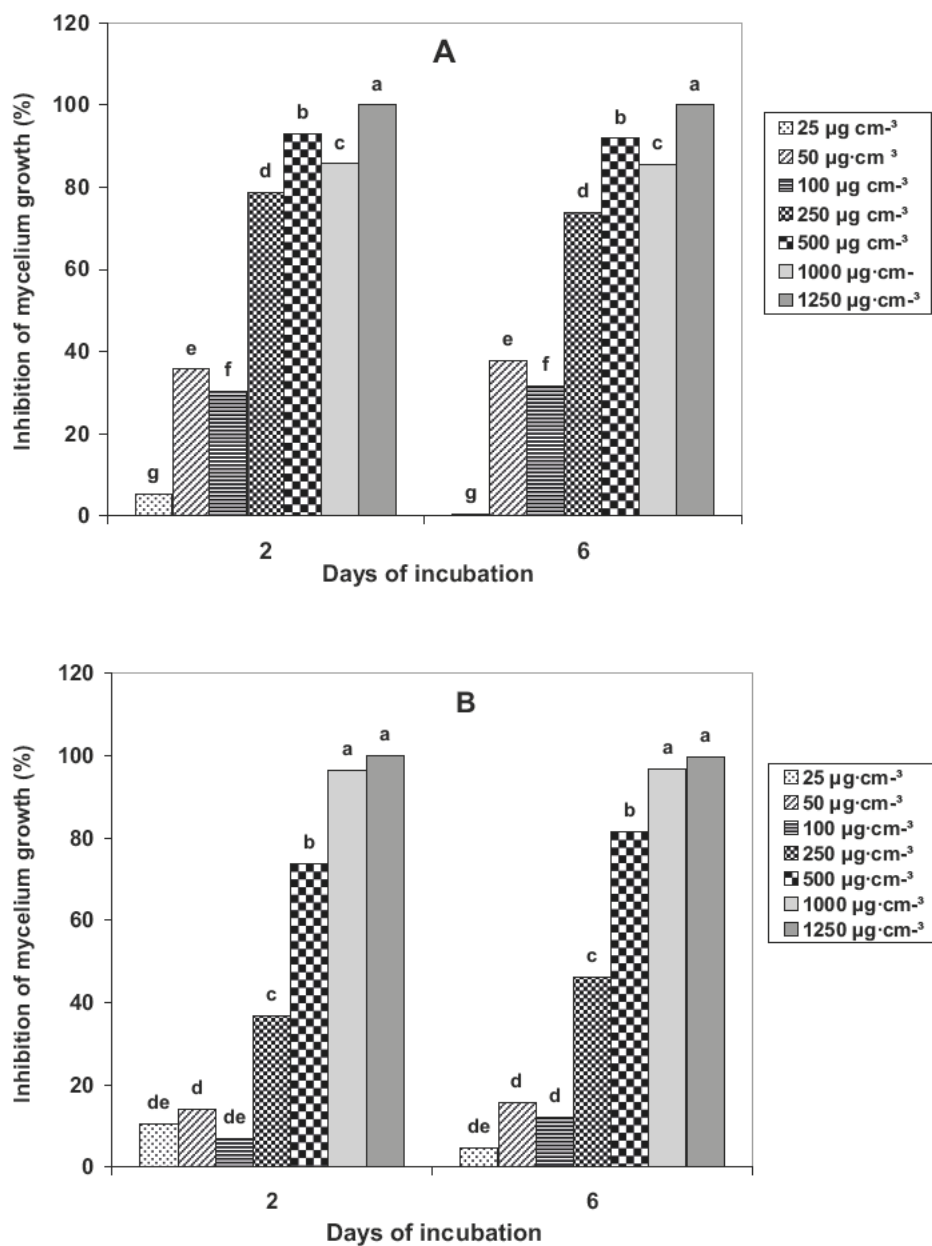 A
Inhibition of mycelium growth (%)
120
100
80
60
40
20
0
g
e
f
d
b
c
a
g
e
f
d
b
c
a
2
6
Days of incubation
25 µg cm-³
50 µg·cm ³
100 µg cm-³
250 µg cm-³
500 µg cm-³
1000 µg·cm-
1250 µg·cm-³
B
Inhibition of mycelium growth (%)
120
100
80
60
40
20
0
de
d
de
c
b
a
a
de
d
d
c
b
a
a
2
6
Days of incubation
25 µg·cm-³
50 µg·cm-³
100 µg·cm-³
250 µg·cm-³
500 µg·cm-³
1000 µg·cm-³
1250 µg·cm-³